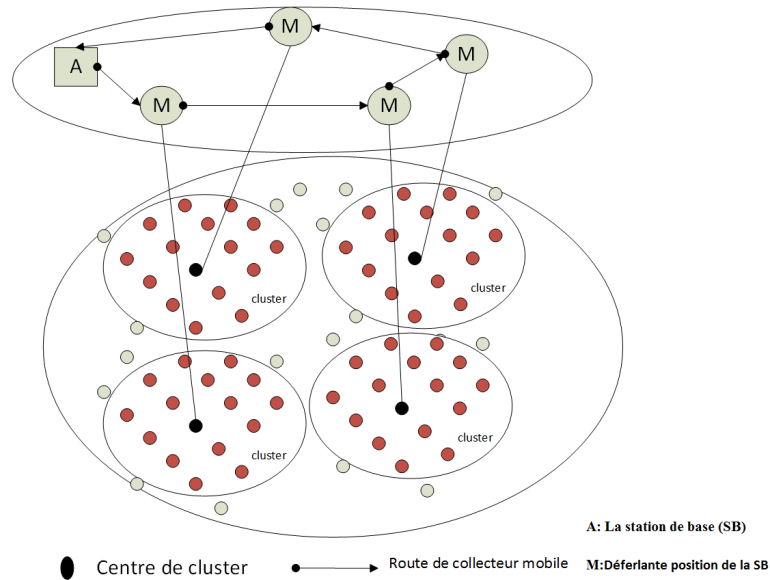 M
M
A
M
M
cluster
cluster
cluster
cluster
A: La station de base (SB)
Centre de cluster
Route de collecteur mobile
M:Déferlante position de la SB